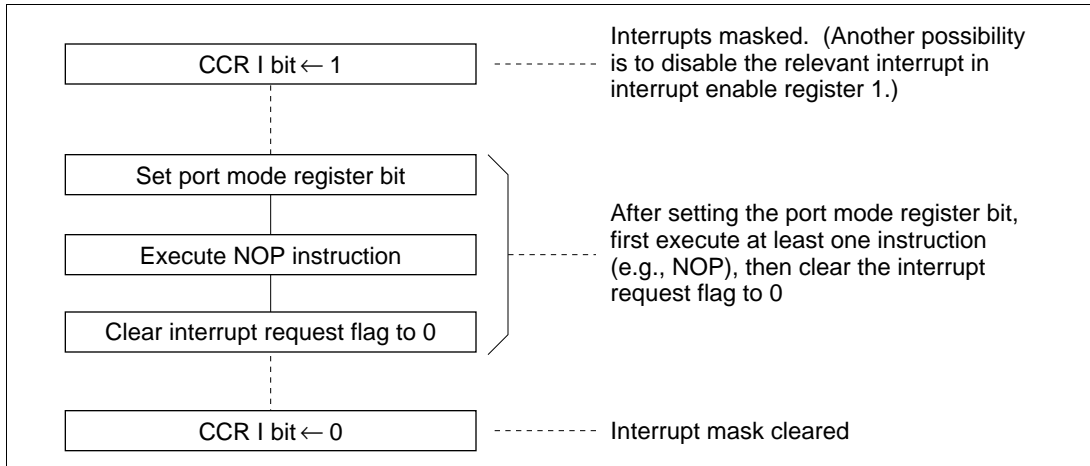 CCR I bit ← 1
Interrupts masked.  (Another possibility
is to disable the relevant interrupt in
interrupt enable register 1.)
Set port mode register bit
Execute NOP instruction
Clear interrupt request flag to 0
After setting the port mode register bit,
first execute at least one instruction
(e.g., NOP), then clear the interrupt
request flag to 0
CCR I bit ← 0
Interrupt mask cleared